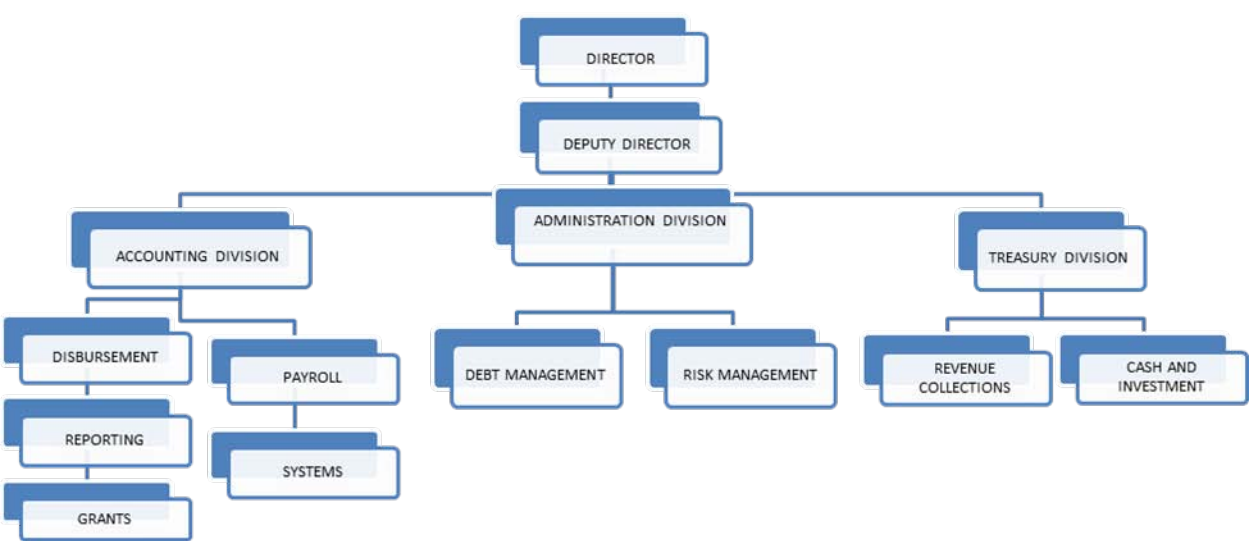 DIRECTOR
DEPUTY DIRECTOR
ADMINISTRATION DIVISION
ACCOUNTING DIVISION
TREASURY DIVISION
DISBURSEMENT
PAYROLL
DEBT MANAGEMENT
RISK MANAGEMENT
REVENUE
COLLECTIONS
CASH AND
INVESTMENT
REPORTING
SYSTEMS
GRANTS